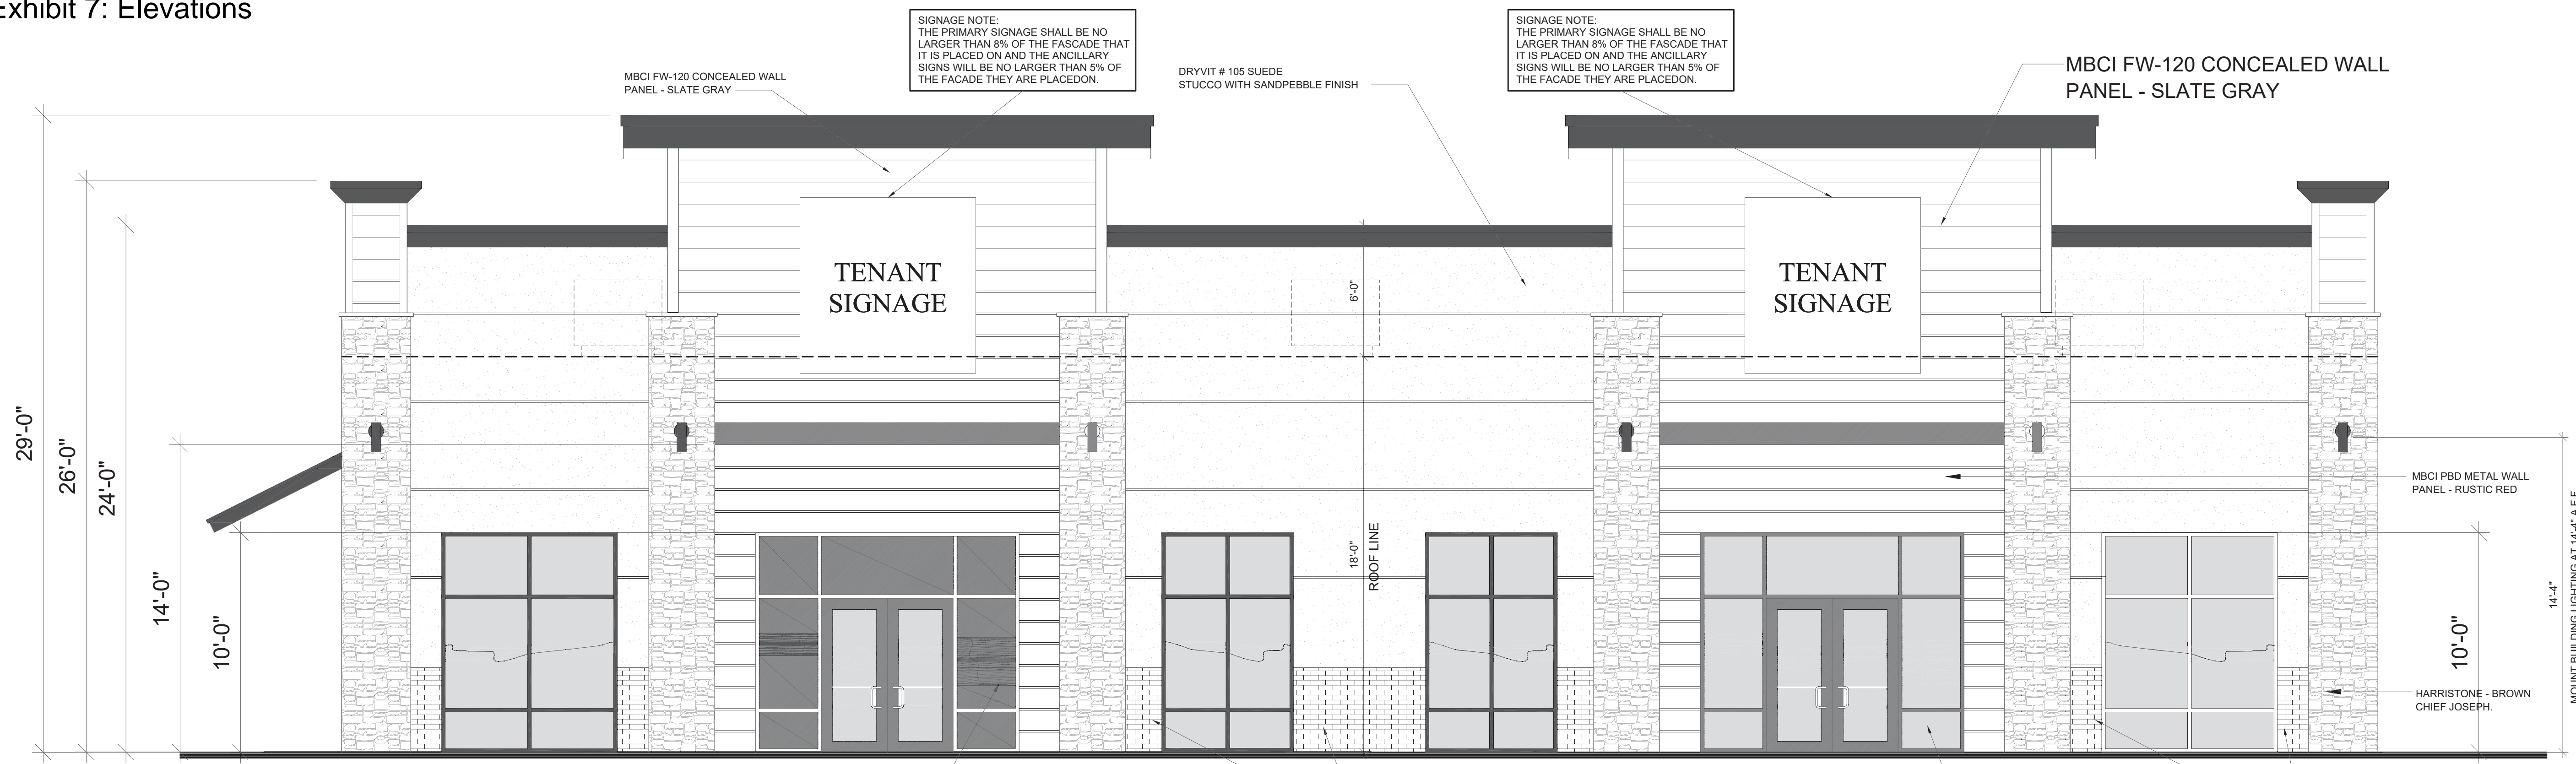 Exhibit 7: Elevations
SIGNAGE NOTE:
THE PRIMARY SIGNAGE SHALL BE NO
LARGER THAN 8% OF THE FASCADE THAT
IT IS PLACED ON AND THE ANCILLARY
SIGNS WILL BE NO LARGER THAN 5% OF
THE FACADE THEY ARE PLACEDON.
SIGNAGE NOTE:
THE PRIMARY SIGNAGE SHALL BE NO
LARGER THAN 8% OF THE FASCADE THAT
IT IS PLACED ON AND THE ANCILLARY
SIGNS WILL BE NO LARGER THAN 5% OF
THE FACADE THEY ARE PLACEDON.
MBCI FW-120 CONCEALED WALL
PANEL - SLATE GRAY
DRYVIT # 105 SUEDE
STUCCO WITH SANDPEBBLE FINISH
MBCI FW-120 CONCEALED WALL
PANEL - SLATE GRAY
TENANT
SIGNAGE
TENANT
SIGNAGE
6'-0"
29'-0"
26'-0"
24'-0"
14'-0"
10'-0"
18'-0"
ROOF LINE
MBCI PBD METAL WALL
PANEL - RUSTIC RED
10'-0"
14'-4"
MOUNT BUILDING LIGHTING AT 14'-4" A.F.F.
HARRISTONE - BROWN
CHIEF JOSEPH.